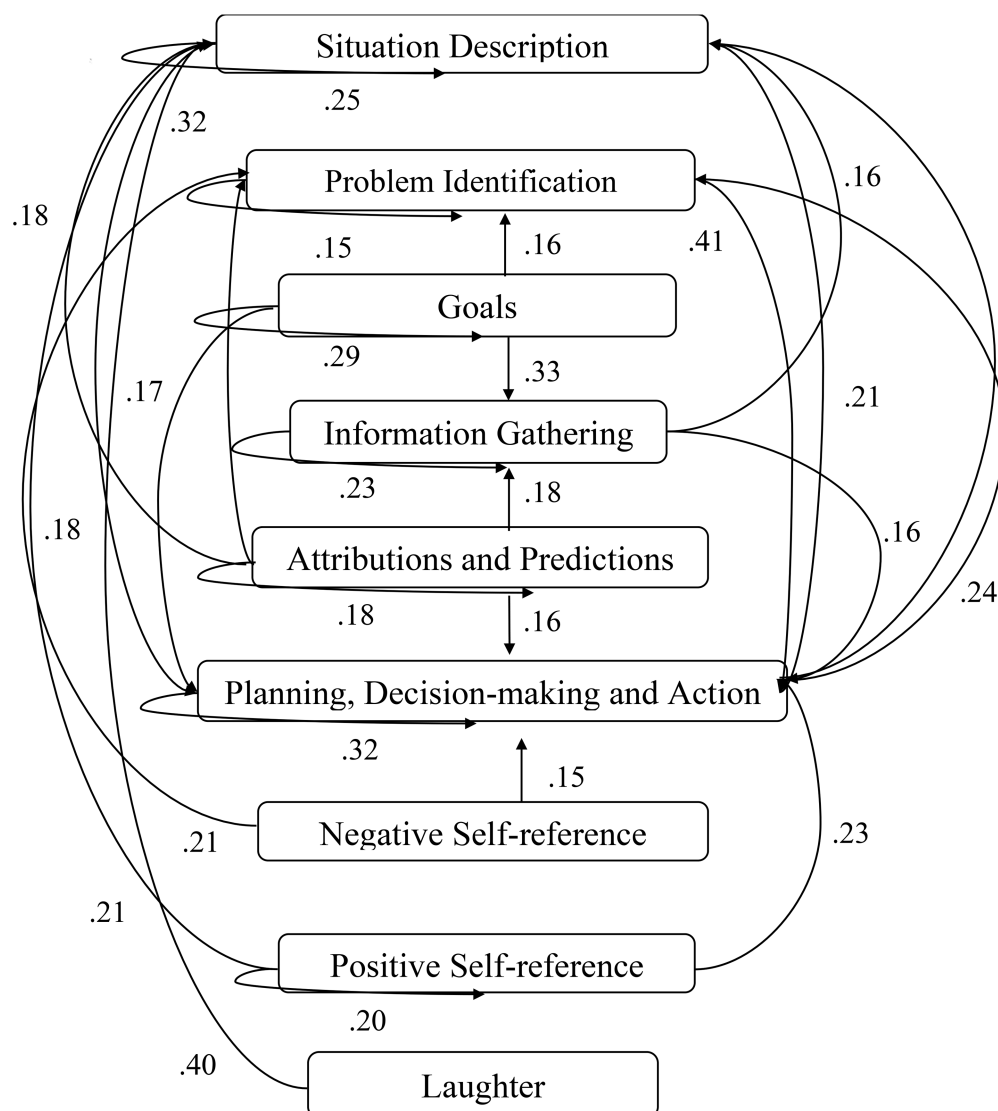 Situation Description
.25
.32
Problem Identification
.16
.18
.15
.16
.41
Goals
.29
.33
.17
.21
Information Gathering
.23
.18
.18
.16
Attributions and Predictions
.18
.16
.24
Planning, Decision-making and Action
.32
.15
Negative Self-reference
.21
.23
.21
Positive Self-reference
.20
.40
Laughter